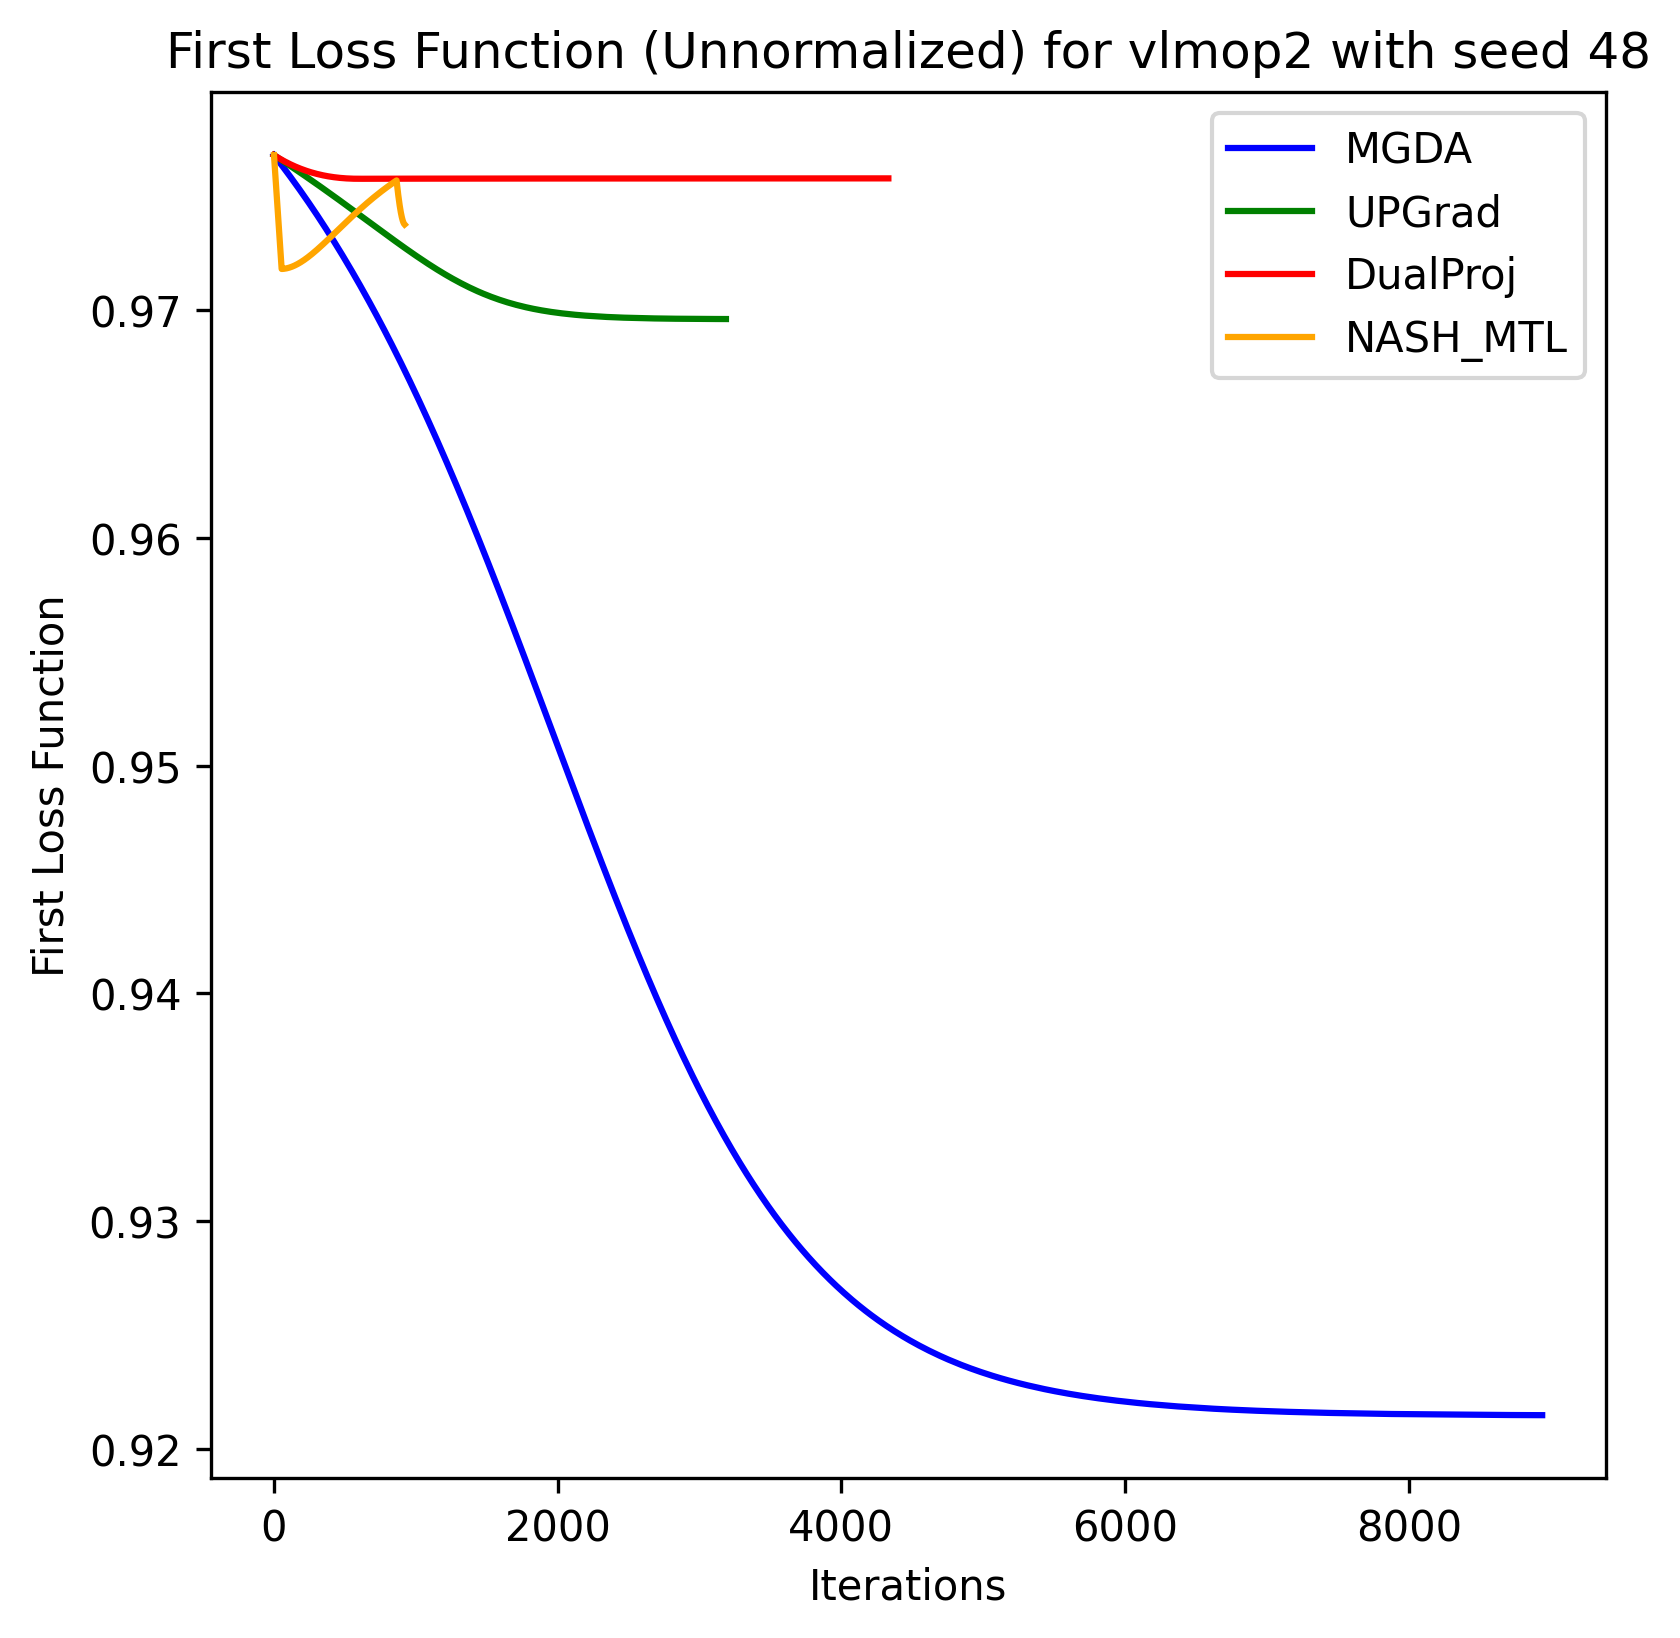 First Loss Function (Unnormalized) for vlmop2 with seed 48
MGDA
UPGrad
DualProj
NASH_MTL
First Loss Function
0.97
0.96
0.95
0.94
0.93
0.92
0
2000
4000
6000
8000
Iterations